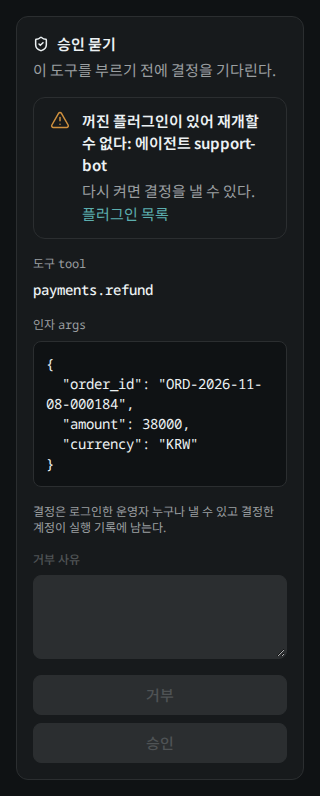 승인 묻기
이 도구를 부르기 전에 결정을 기다린다.
꺼진 플러그인이 있어 재개할
수 없다: 에이전트 support-
bot
다시 켜면 결정을 낼 수 있다.
플러그인 목록
도구 tool
payments.refund
인자 args
{
"order_id": "ORD-2026-11-
08-000184",
"amount": 38000,
"currency": "KRW"
}
결정은 로그인한 운영자 누구나 낼 수 있고 결정한
계정이 실행 기록에 남는다.
거부 사유
거부
승인